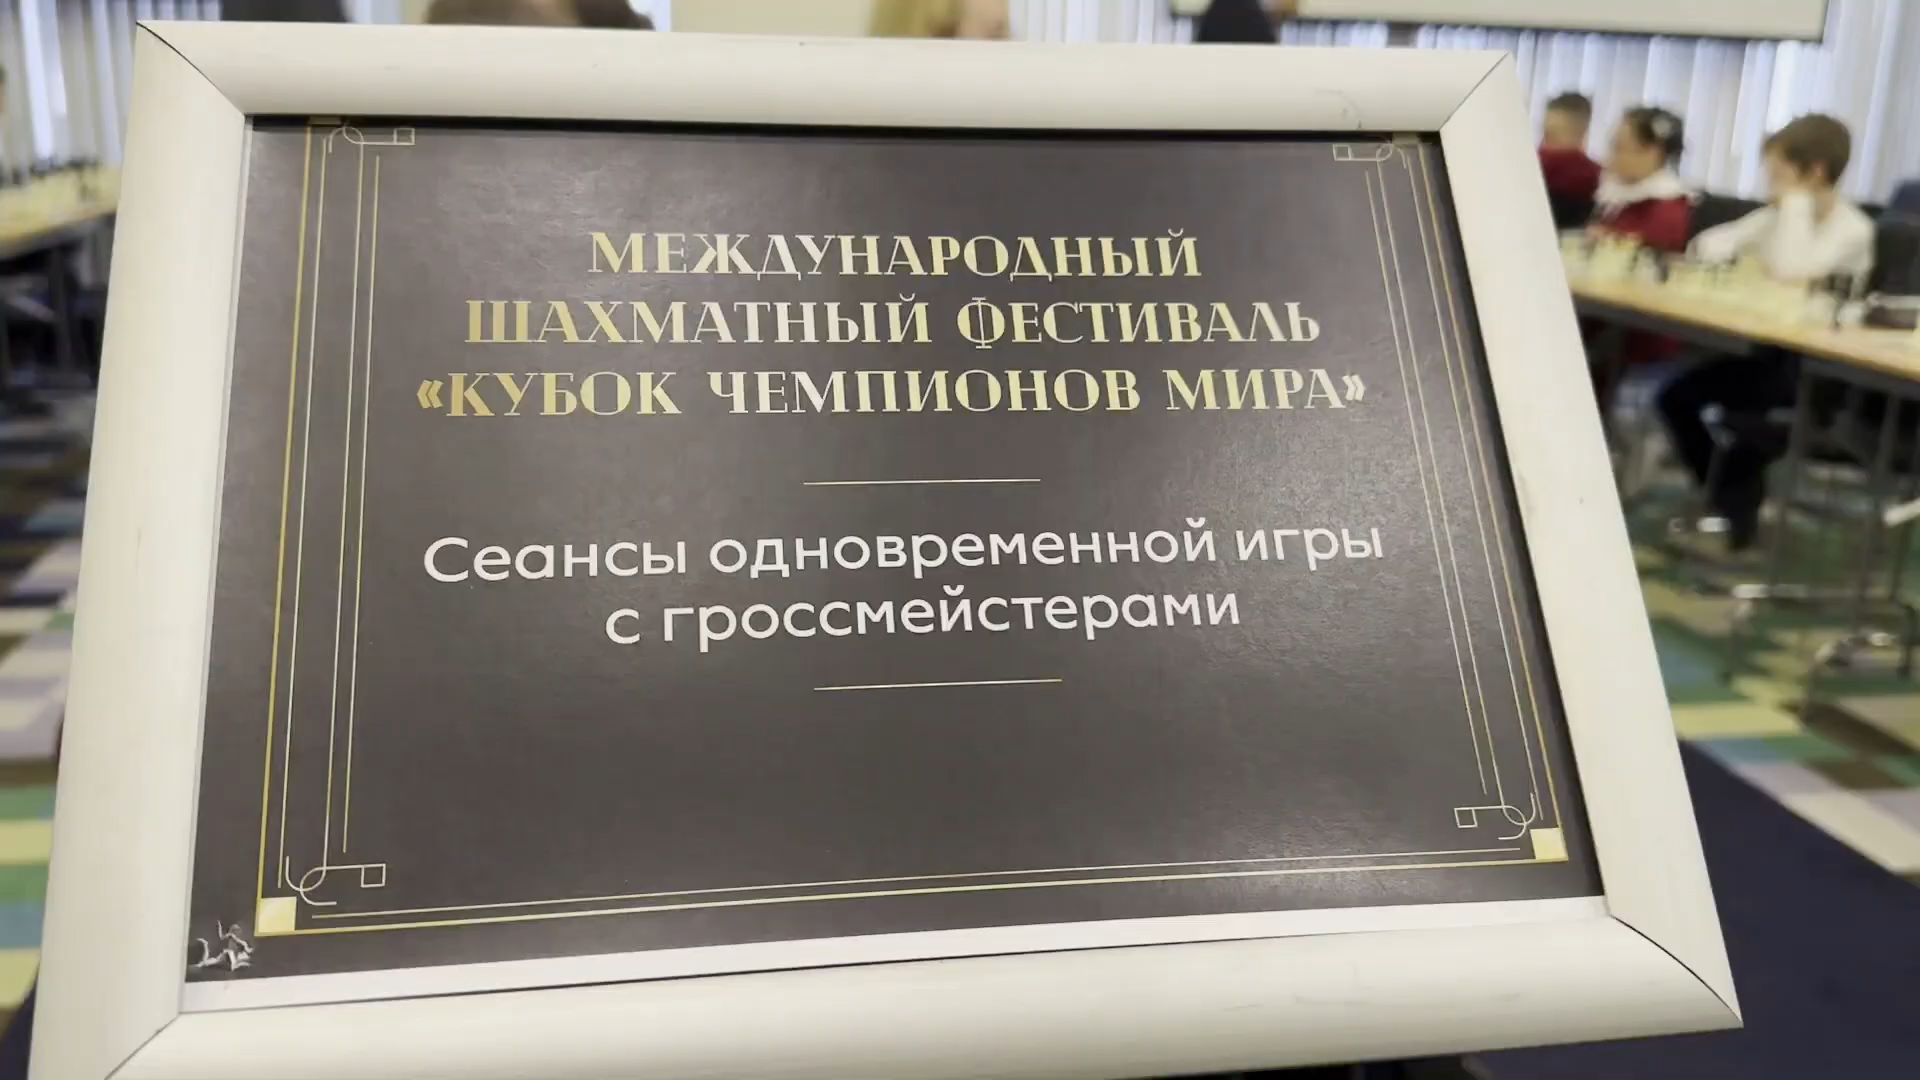 МЕЖДУНАРОДНЫЙ
ШАХМАТНЫЙ ФЕСТИВАЛЬ
«КУБОК ЧЕМПИОНОВ МИРА»
Сеансы одновременной игры
с гроссмейстерами